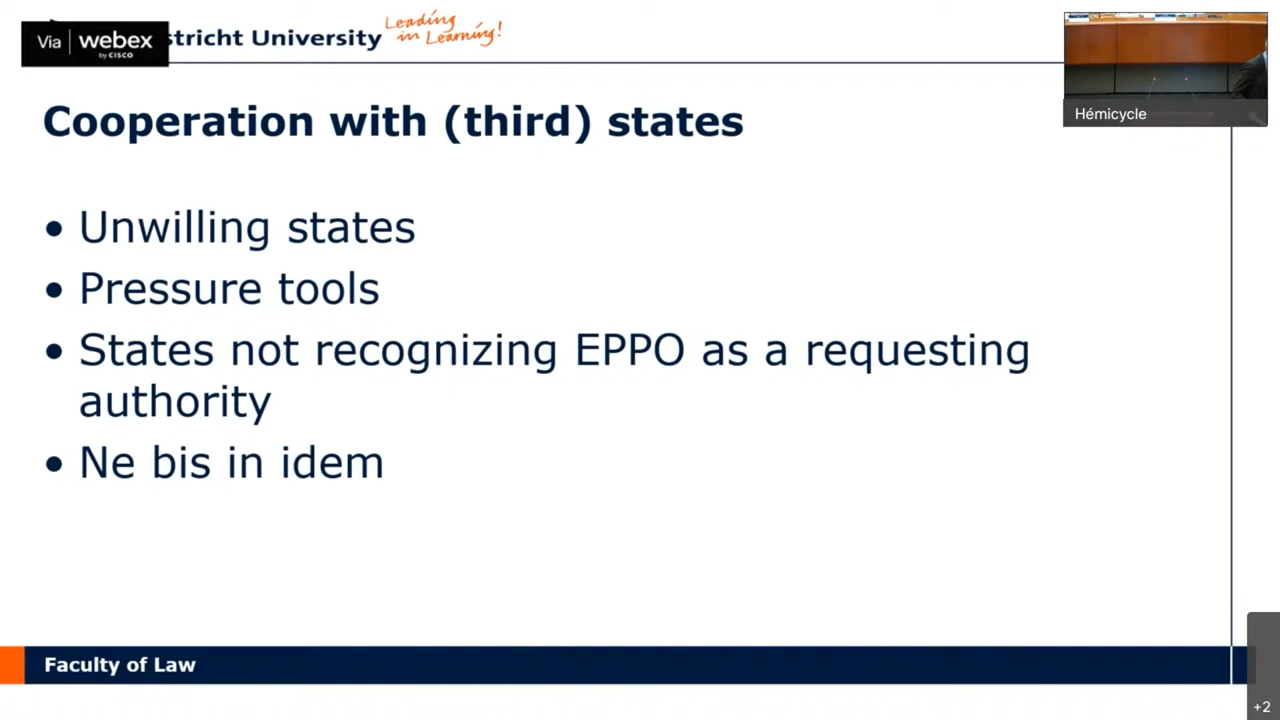 Via webex
by CISCO
stricht University
Leading
in Learning!
Hémicycle
Cooperation with (third) states
• Unwilling states
• Pressure tools
• States not recognizing EPPO as a requesting
authority
• Ne bis in idem
Faculty of Law
+2